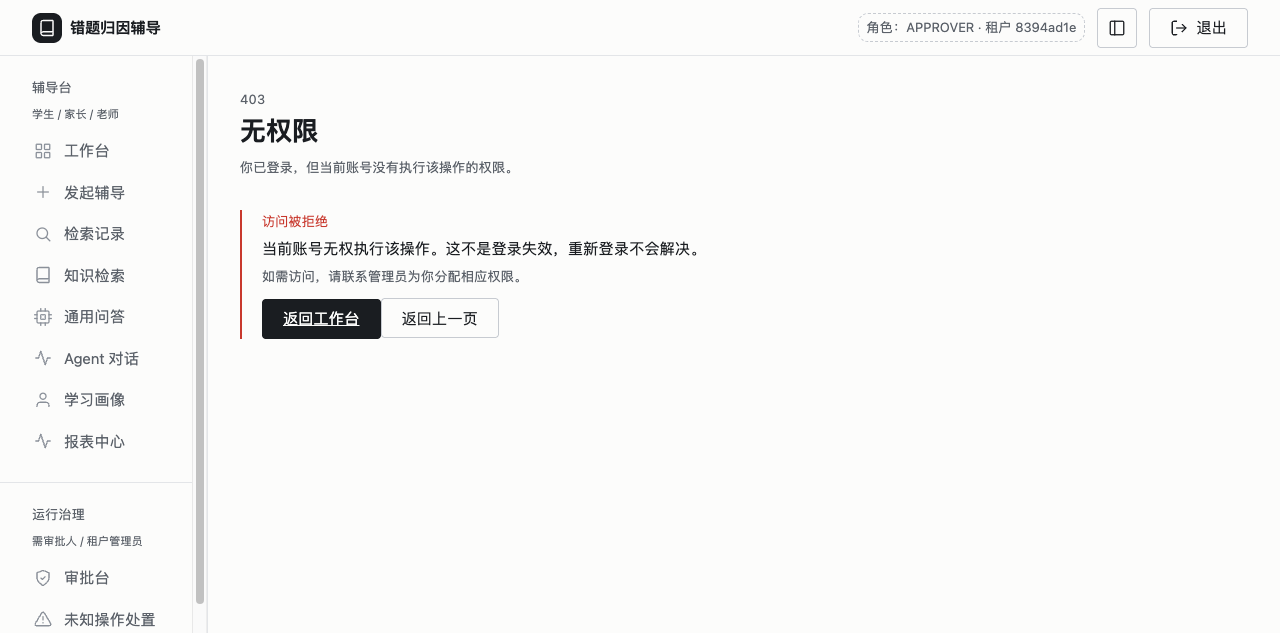 错题归因辅导
角色：APPROVER · 租户 8394ad1e
退出
辅导台
学生 / 家长 / 老师
工作台
发起辅导
检索记录
知识检索
通用问答
Agent 对话
学习画像
报表中心
运行治理
需审批人 / 租户管理员
审批台
未知操作处置
403
无权限
你已登录，但当前账号没有执行该操作的权限。
访问被拒绝
当前账号无权执行该操作。这不是登录失效，重新登录不会解决。
如需访问，请联系管理员为你分配相应权限。
返回工作台
返回上一页